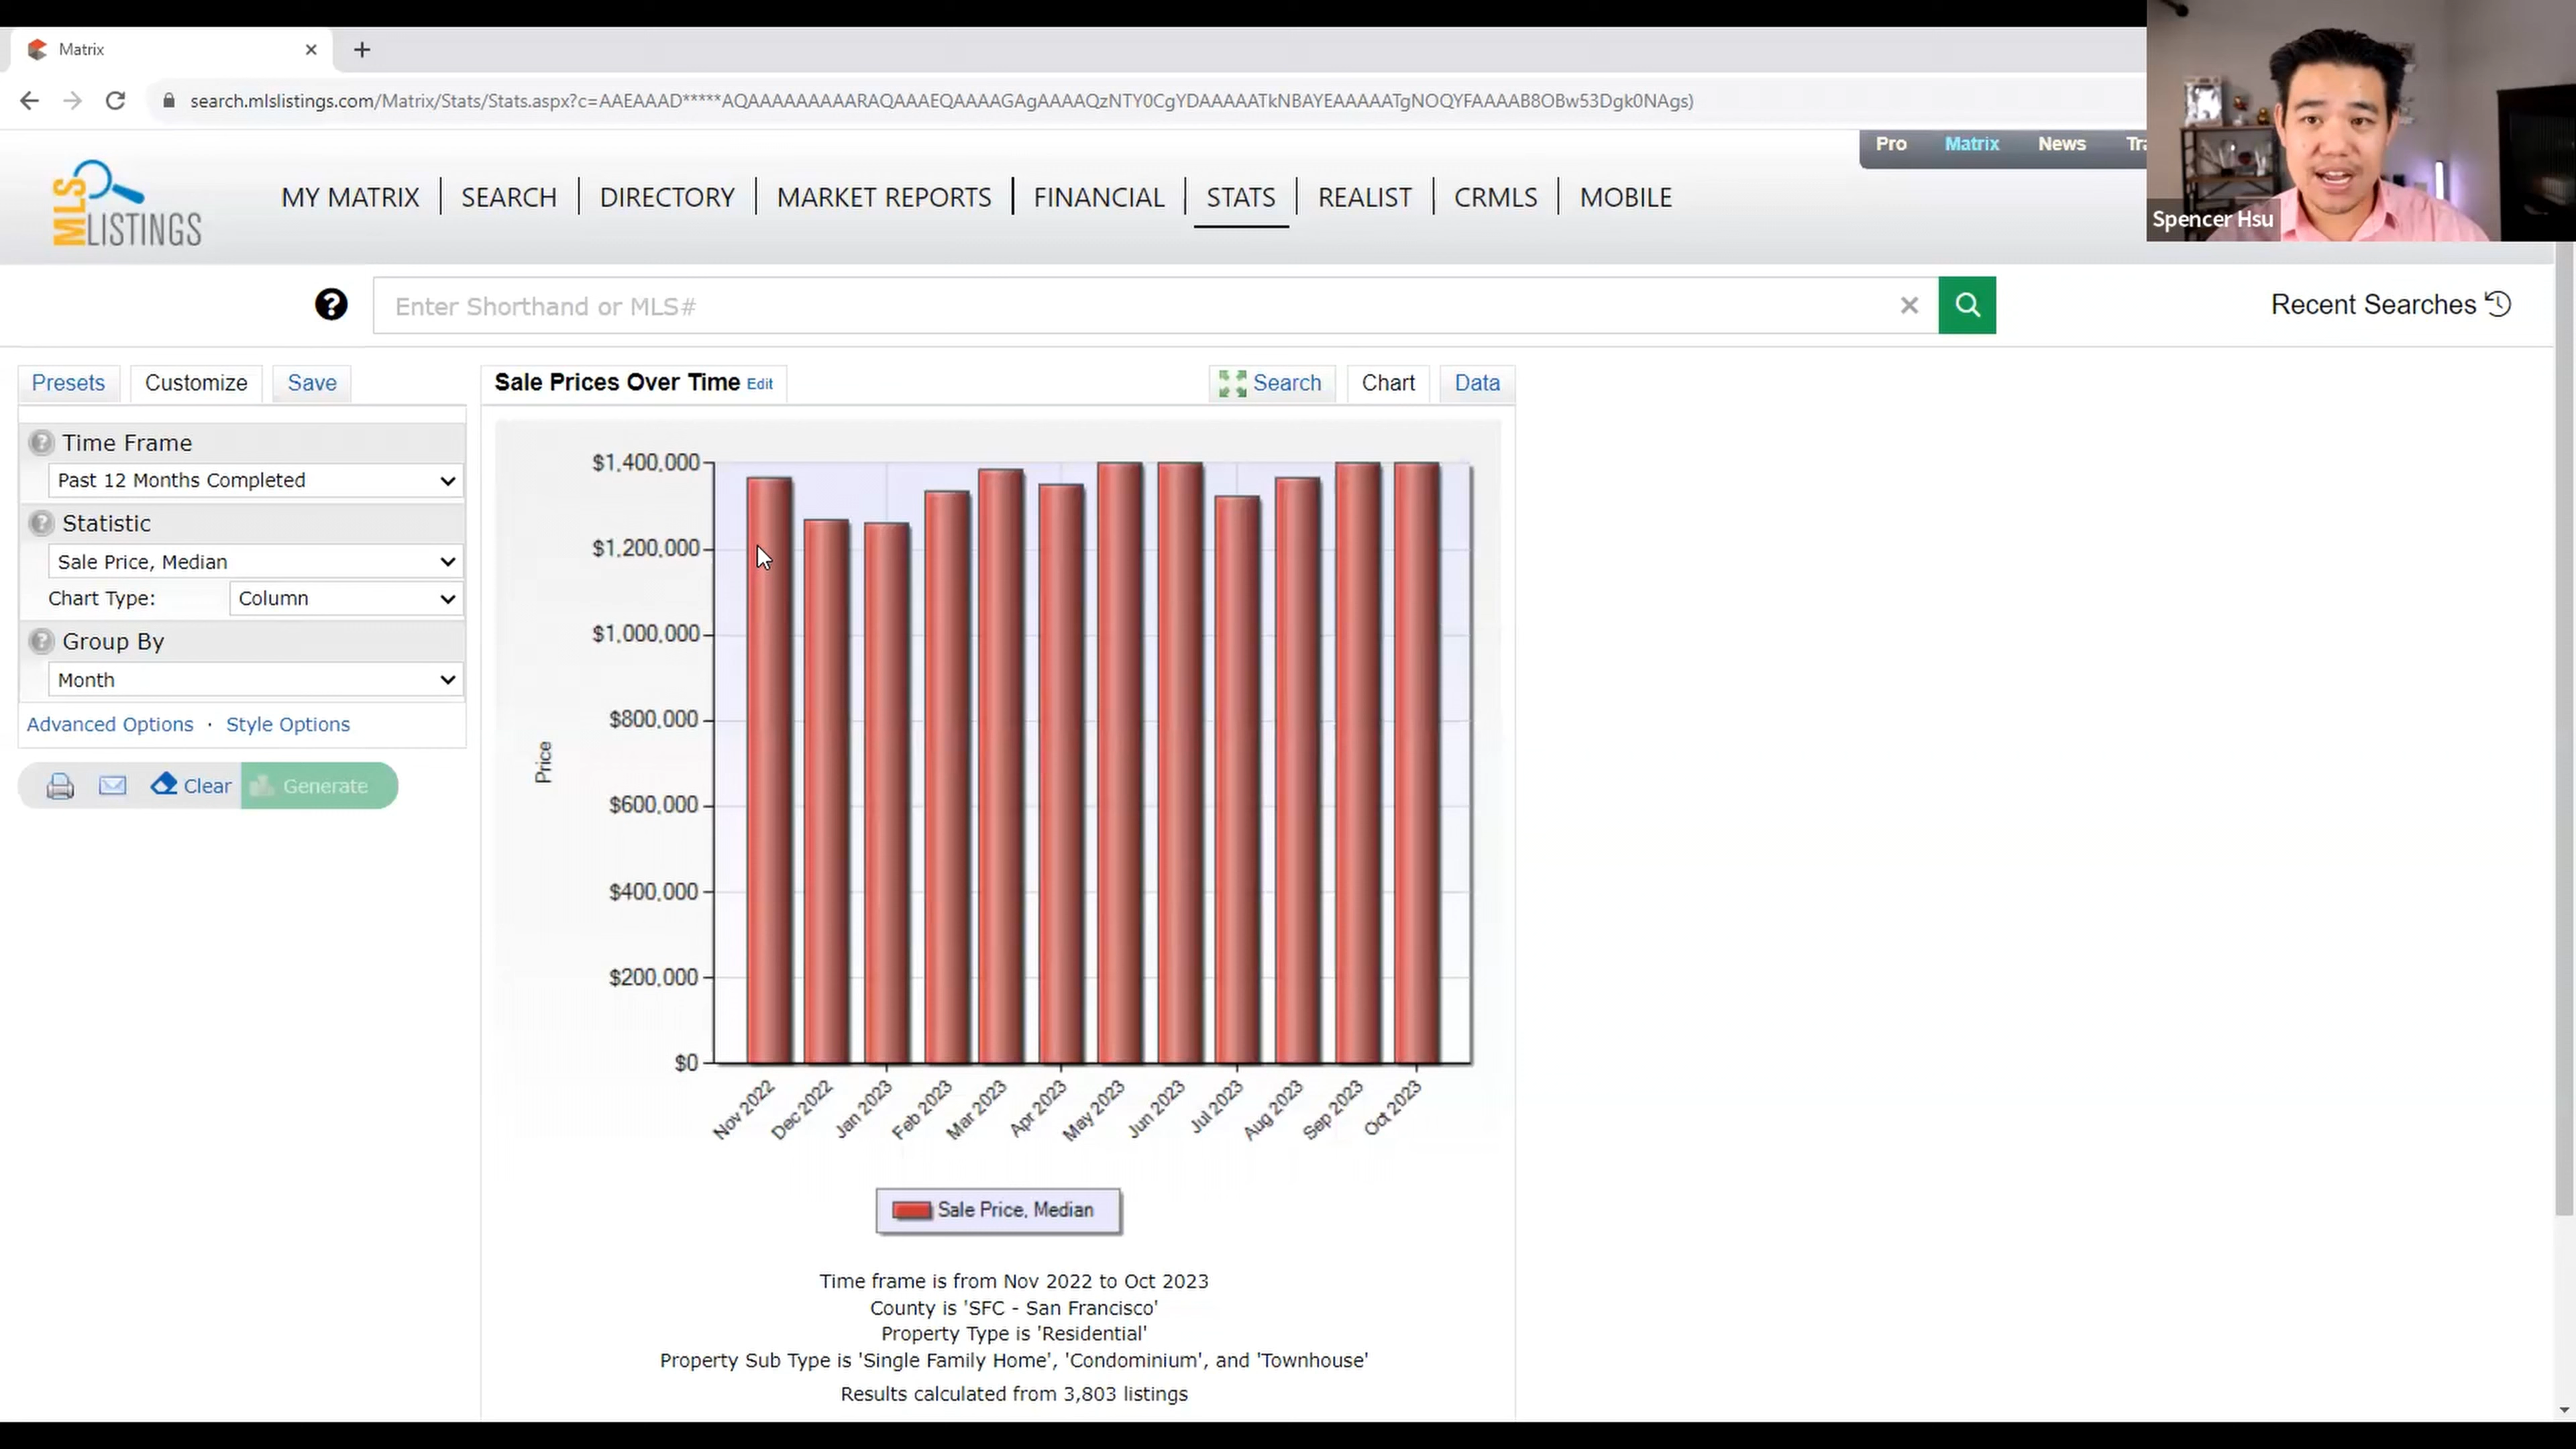 Matrix
search.mlslistings.com/Matrix/Stats/Stats.aspx?c=AAEAAAD*****AQAAAAAAAAARAQAAAEQAAAAGAgAAAAQzNTY0CgYDAAAAATkNBAYEAAAAATgNOQYFAAAAB8OBw53Dgk0NAgs)
Pro Matrix News
MLS LISTINGS
MY MATRIX SEARCH DIRECTORY MARKET REPORTS FINANCIAL STATS REALIST CRMLS MOBILE
Spencer Hsu
Enter Shorthand or MLS#
Recent Searches
Presets Customize Save
Sale Prices Over Time Edit
Search Chart Data
Time Frame
Past 12 Months Completed
Statistic
Sale Price, Median
Chart Type: Column
Group By
Month
Advanced Options · Style Options
Clear Generate
$1,400,000
$1,200,000
$1,000,000
$800,000
$600,000
$400,000
$200,000
$0
Price
Nov 2022
Dec 2022
Jan 2023
Feb 2023
Mar 2023
Apr 2023
May 2023
Jun 2023
Jul 2023
Aug 2023
Sep 2023
Oct 2023
Sale Price, Median
Time frame is from Nov 2022 to Oct 2023
County is 'SFC - San Francisco'
Property Type is 'Residential'
Property Sub Type is 'Single Family Home', 'Condominium', and 'Townhouse'
Results calculated from 3,803 listings